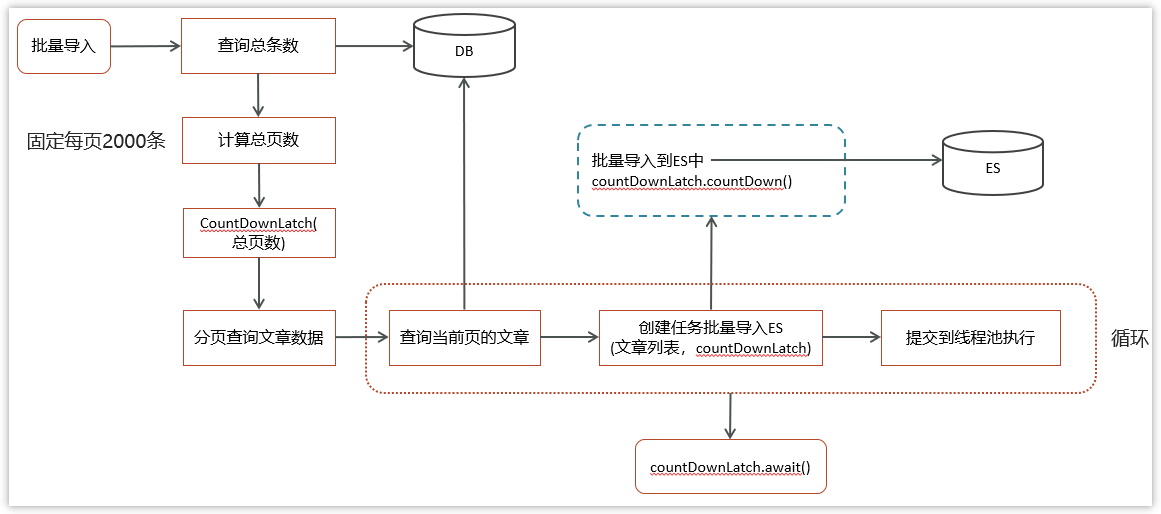 批量导入
查询总条数
DB
固定每页2000条
计算总页数
批量导入到ES中
countDownLatch.countDown()
ES
CountDownLatch(
总页数)
分页查询文章数据
查询当前页的文章
创建任务批量导入ES
(文章列表，countDownLatch)
提交到线程池执行
循环
countDownLatch.await()